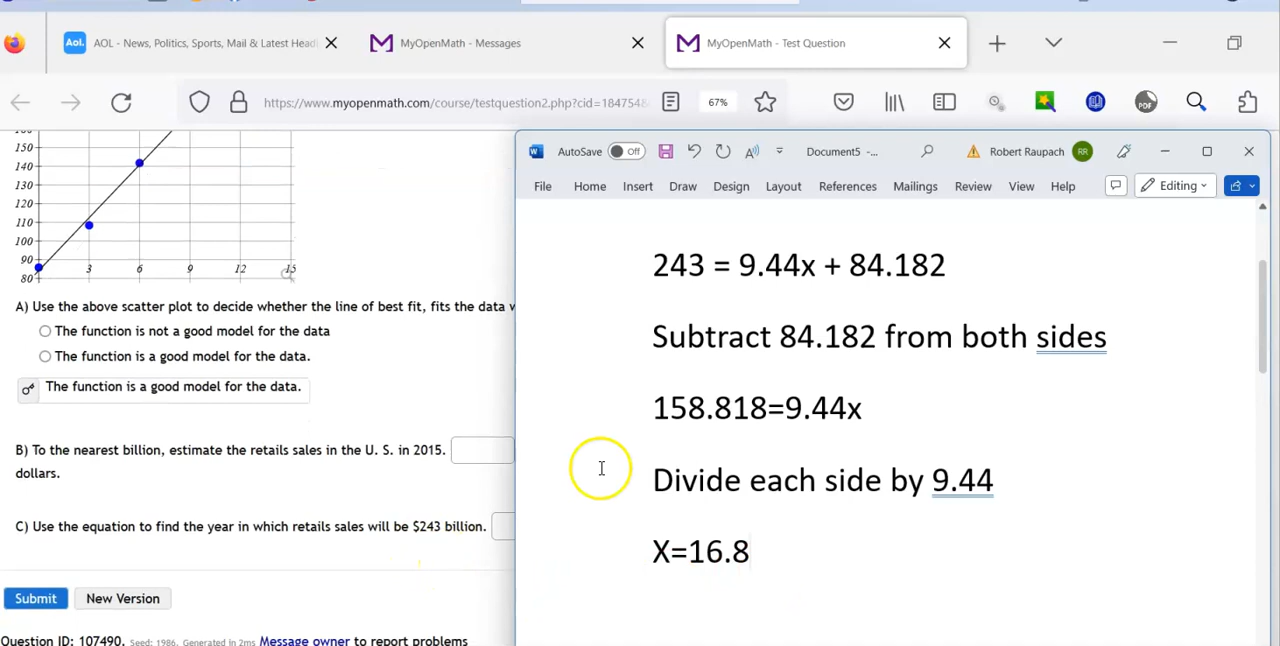 Aol. AOL - News, Politics, Sports, Mail & Latest Headl
MyOpenMath - Messages
MyOpenMath - Test Question
https://www.myopenmath.com/course/testquestion2.php?cid=184754
67%
PDF
150
140
130
120
110
100
90
80
3 6 9 12 15
A) Use the above scatter plot to decide whether the line of best fit, fits the data w
The function is not a good model for the data
The function is a good model for the data.
The function is a good model for the data.
B) To the nearest billion, estimate the retails sales in the U. S. in 2015.
dollars.
C) Use the equation to find the year in which retails sales will be $243 billion.
Submit New Version
Question ID: 107490. Seed: 1986. Generated in 2ms Message owner to report problems
AutoSave Off Document5 -... Robert Raupach RR
File Home Insert Draw Design Layout References Mailings Review View Help Editing
243 = 9.44x + 84.182
Subtract 84.182 from both sides
158.818=9.44x
Divide each side by 9.44
X=16.8